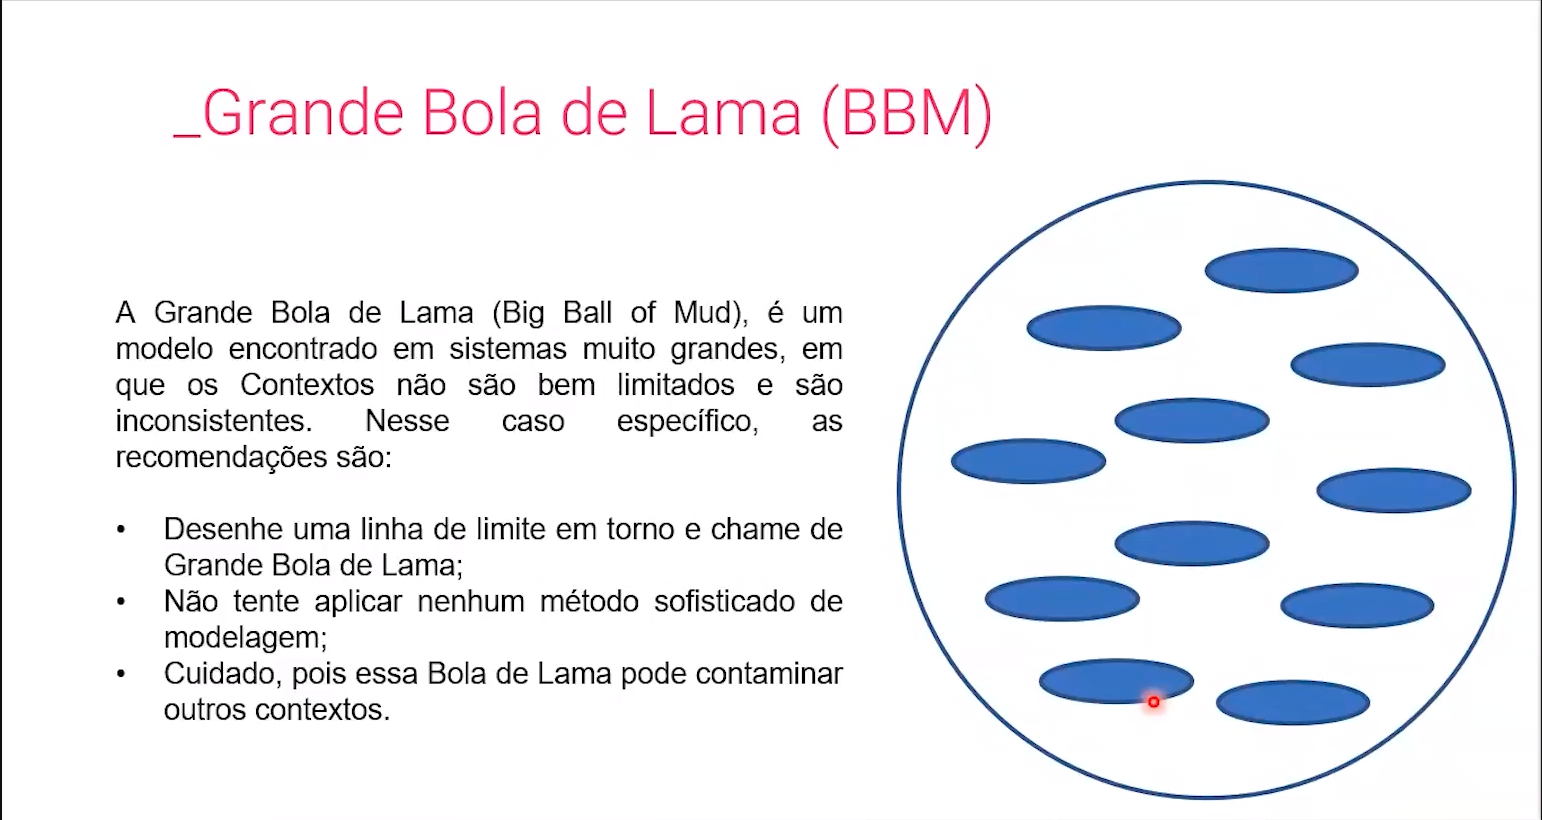 _Grande Bola de Lama (BBM)
A Grande Bola de Lama (Big Ball of Mud), é um
modelo encontrado em sistemas muito grandes, em
que os Contextos não são bem limitados e são
inconsistentes. Nesse caso específico, as
recomendações são:
• Desenhe uma linha de limite em torno e chame de
Grande Bola de Lama;
• Não tente aplicar nenhum método sofisticado de
modelagem;
• Cuidado, pois essa Bola de Lama pode contaminar
outros contextos.